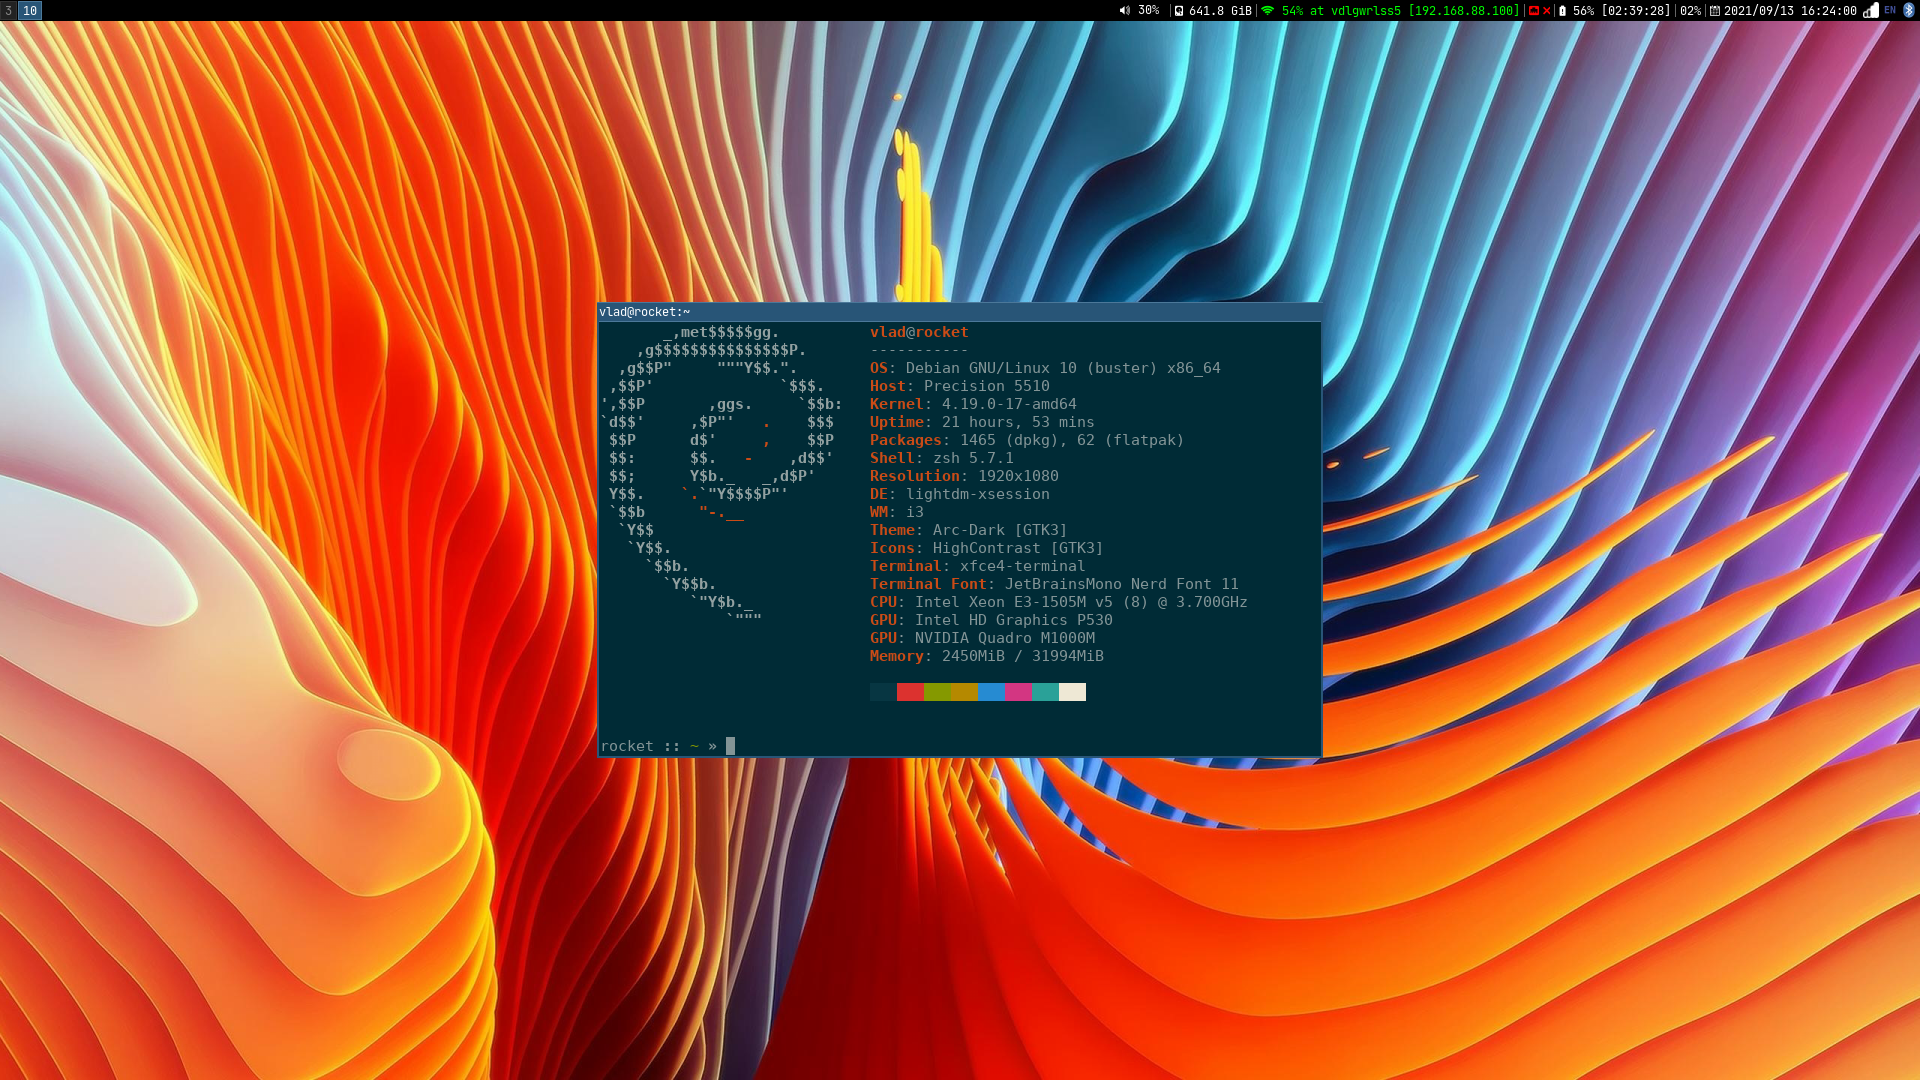 3 10 30% 641.8 GiB 54% at vdlgwrlss5 [192.168.88.100] 56% [02:39:28] 02% 2021/09/13 16:24:00 EN
vlad@rocket:~
_,met$$$$$gg. vlad@rocket
,g$$$$$$$$$$$$$$$P. -----------
,g$$P"     """Y$$.". OS: Debian GNU/Linux 10 (buster) x86_64
,$$P'              `$$$. Host: Precision 5510
',$$P       ,ggs.     `$$b: Kernel: 4.19.0-17-amd64
`d$$'     ,$P"'   .    $$$ Uptime: 21 hours, 53 mins
$$P      d$'     ,    $$P Packages: 1465 (dpkg), 62 (flatpak)
$$:      $$.   -    ,d$$' Shell: zsh 5.7.1
$$;      Y$b._   _,d$P' Resolution: 1920x1080
Y$$.    `.`"Y$$$$P"' DE: lightdm-xsession
`$$b      "-.__ WM: i3
`Y$$ Theme: Arc-Dark [GTK3]
`Y$$. Icons: HighContrast [GTK3]
`$$b. Terminal: xfce4-terminal
`Y$$b. Terminal Font: JetBrainsMono Nerd Font 11
`"Y$b._ CPU: Intel Xeon E3-1505M v5 (8) @ 3.700GHz
`""" GPU: Intel HD Graphics P530
GPU: NVIDIA Quadro M1000M
Memory: 2450MiB / 31994MiB
rocket :: ~ »